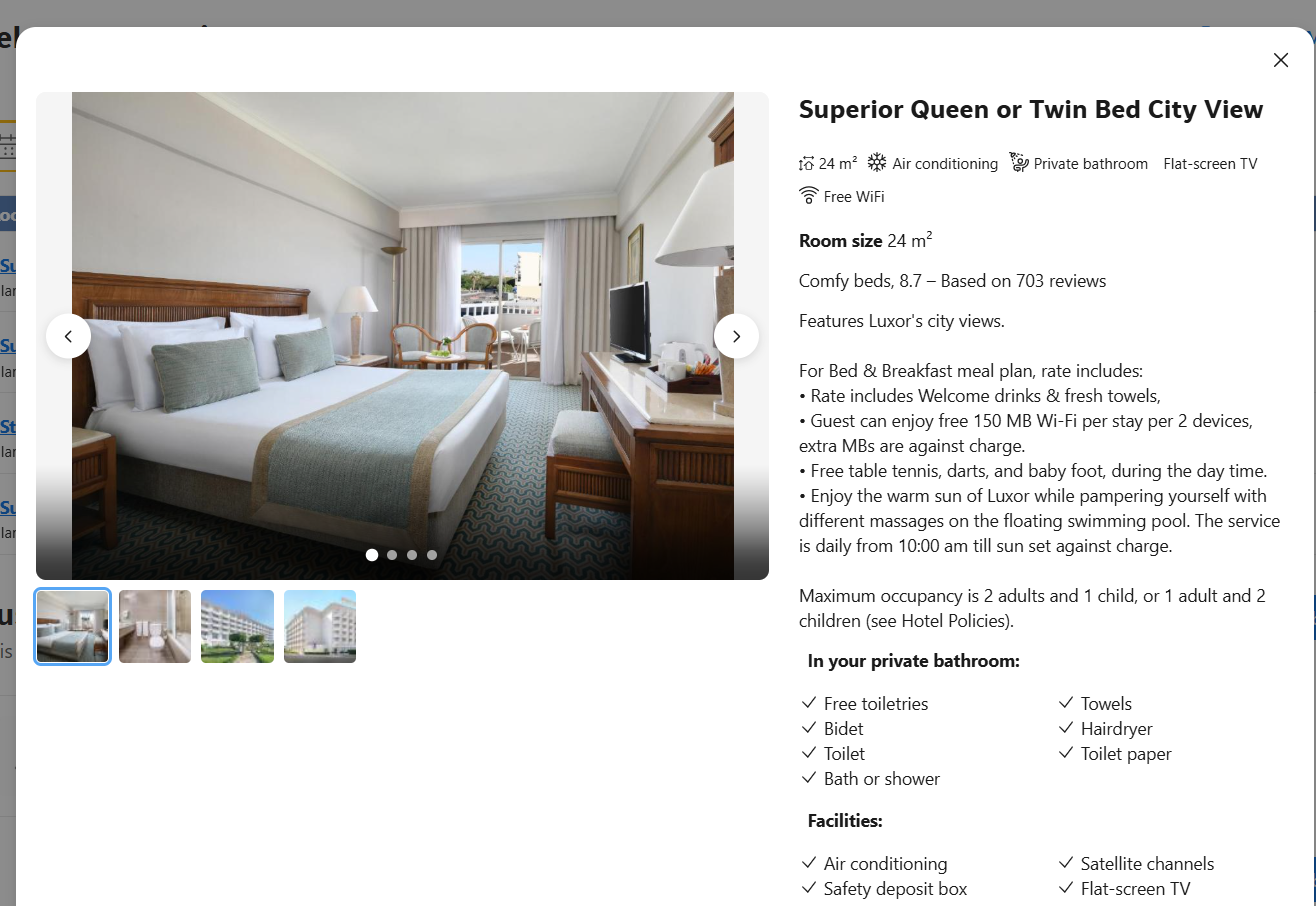 Superior Queen or Twin Bed City View
24 m² Air conditioning Private bathroom Flat-screen TV
Free WiFi
Room size 24 m²
Comfy beds, 8.7 – Based on 703 reviews
Features Luxor's city views.
For Bed & Breakfast meal plan, rate includes:
• Rate includes Welcome drinks & fresh towels,
• Guest can enjoy free 150 MB Wi-Fi per stay per 2 devices,
extra MBs are against charge.
• Free table tennis, darts, and baby foot, during the day time.
• Enjoy the warm sun of Luxor while pampering yourself with
different massages on the floating swimming pool. The service
is daily from 10:00 am till sun set against charge.
Maximum occupancy is 2 adults and 1 child, or 1 adult and 2
children (see Hotel Policies).
In your private bathroom:
Free toiletries
Towels
Bidet
Hairdryer
Toilet
Toilet paper
Bath or shower
Facilities:
Air conditioning
Satellite channels
Safety deposit box
Flat-screen TV